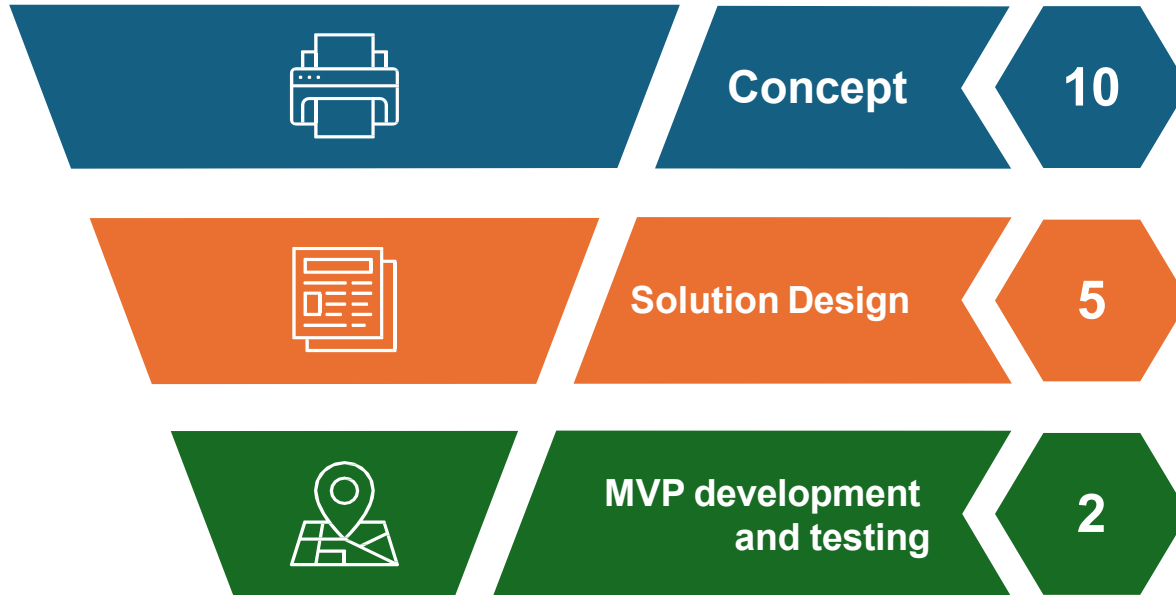 Concept
10
Solution Design
5
MVP development
and testing
2